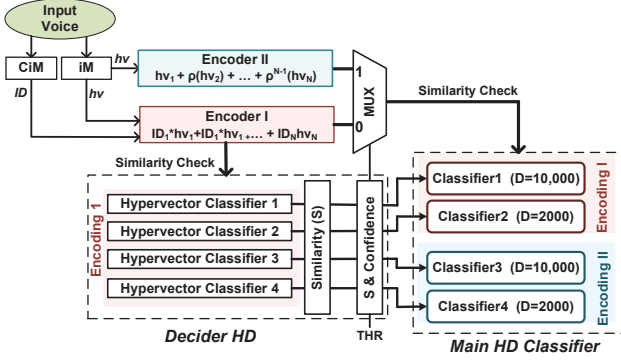 Input
Voice
CiM
iM
hv
ID
hv
Encoder II
hv₁ + ρ(hv₂) + … + ρᴺ⁻¹(hv_N)
1
MUX
Encoder I
ID₁*hv₁+ID₁*hv₁₊… + ID_Nhv_N
0
Similarity Check
Similarity Check
Encoding 1
Hypervector Classifier 1
Hypervector Classifier 2
Hypervector Classifier 3
Hypervector Classifier 4
Similarity (S)
S & Confidence
Classifier1 (D=10,000)
Classifier2 (D=2000)
Encoding I
Classifier3 (D=10,000)
Classifier4 (D=2000)
Encoding II
Decider HD
THR
Main HD Classifier